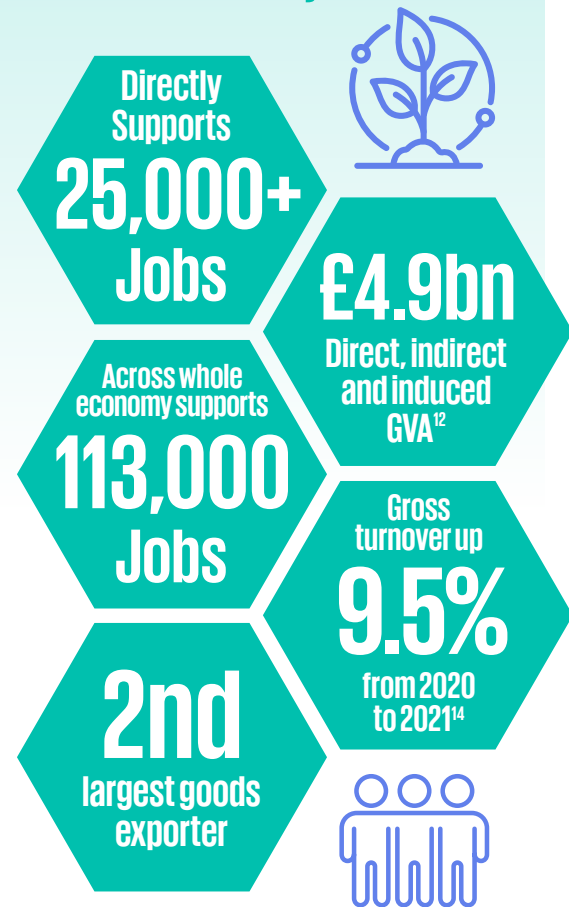 Directly
Supports
25,000+
Jobs
£4.9bn
Direct, indirect
and induced
GVA12
Across whole
economy supports
113,000
Jobs
Gross
turnover up
9.5%
from 2020
to 202114
2nd
largest goods
exporter